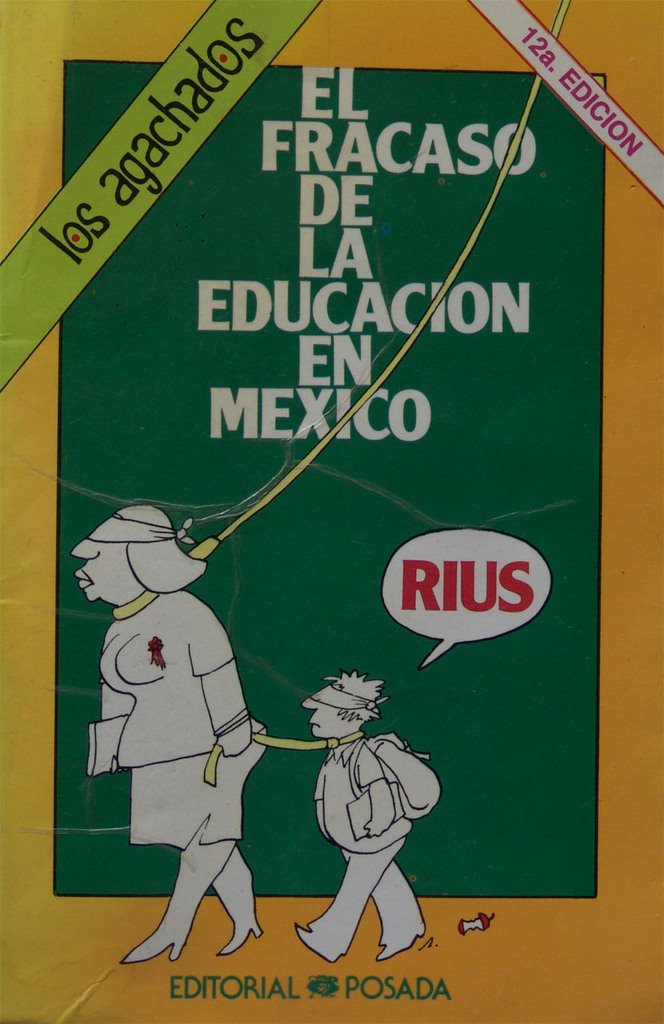 los agachados
12a. EDICION
EL
FRACASO
DE
LA
EDUCACION
EN
MEXICO
RIUS
EDITORIAL POSADA